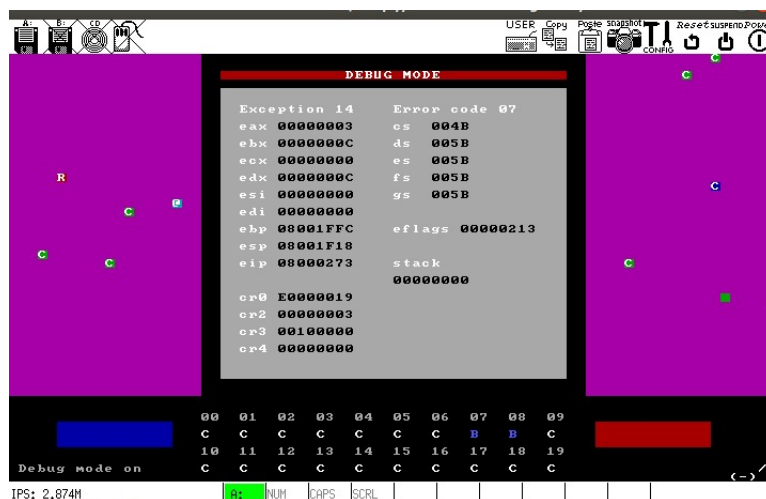 A: B: CD USER Copy Paste snapshot CONFIG Reset SUSPEND Power
DEBUG MODE
Exception 14 Error code 07
eax 00000003 cs 004B
ebx 0000000C ds 005B
ecx 00000000 es 005B
edx 0000000C fs 005B
esi 00000000 gs 005B
edi 00000000
ebp 08001FFC eflags 00000213
esp 08001F18
eip 08000273 stack
00000000
cr0 E0000019
cr2 00000003
cr3 00100000
cr4 00000000
C
C
R
C
C
C
C
C
C
00 01 02 03 04 05 06 07 08 09
C C C C C C C B B C
10 11 12 13 14 15 16 17 18 19
C C C C C C C C C C
Debug mode on (-)/
IPS: 2.874M A: NUM CAPS SCRL